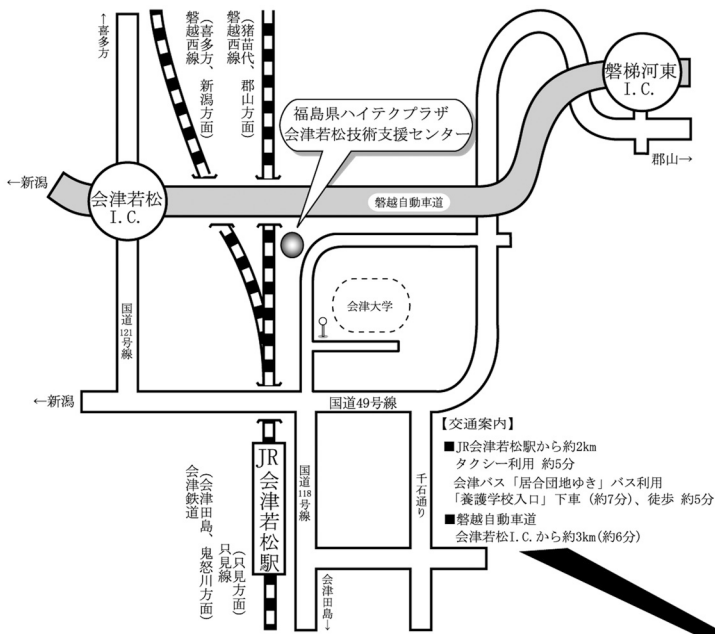 ←喜多方
磐越西線
(喜多方、新潟方面)
磐越西線
(猪苗代、郡山方面)
福島県ハイテクプラザ
会津若松技術支援センター
磐梯河東
I.C.
郡山→
←新潟
会津若松
I.C.
磐越自動車道
国道121号線
会津大学
←新潟
国道49号線
JR会津若松駅
国道118号線
千石通り
会津鉄道
(会津田島、鬼怒川方面)
只見線
(只見方面)
会津田島→
【交通案内】
■JR会津若松駅から約2km
タクシー利用 約5分
会津バス「居合団地ゆき」バス利用
「養護学校入口」下車 (約7分)、徒歩 約5分
■磐越自動車道
会津若松I.C.から約3km(約6分)